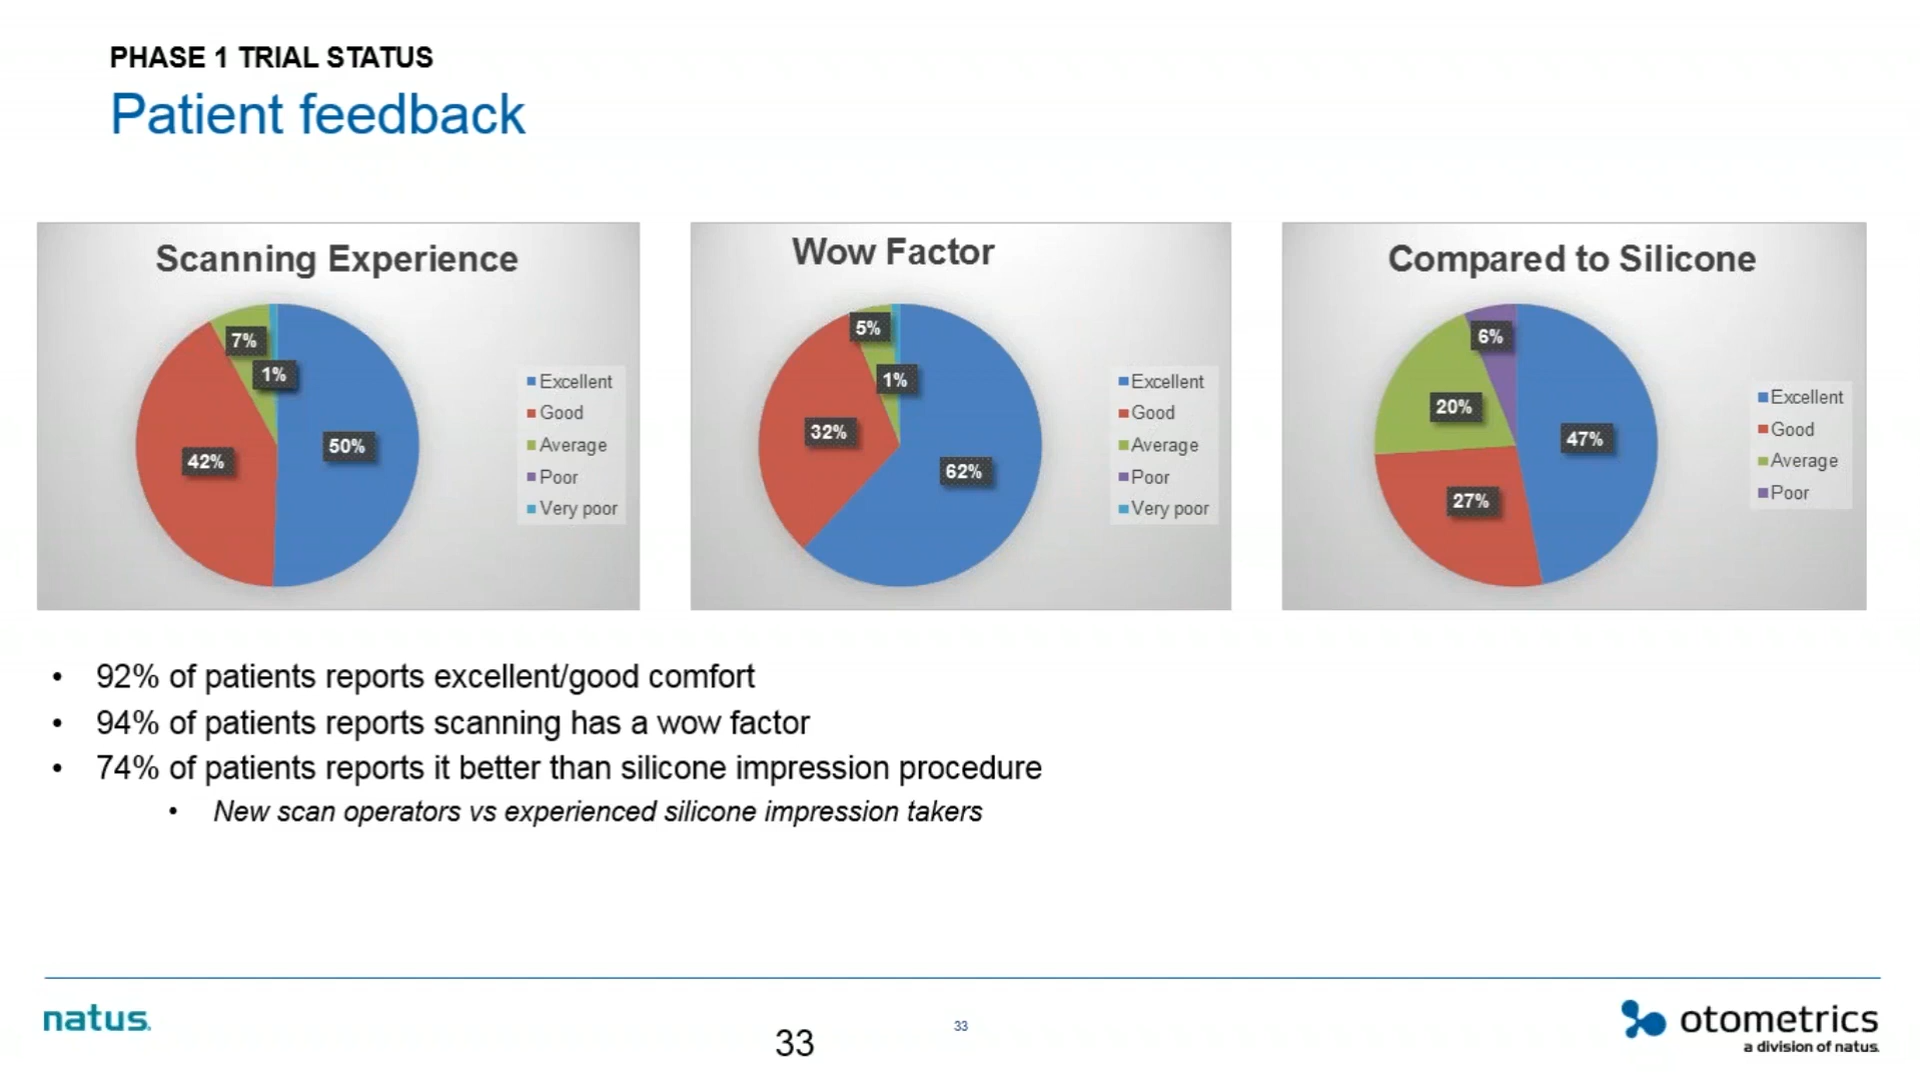 PHASE 1 TRIAL STATUS
Patient feedback
Scanning Experience
7%
1%
50%
42%
Excellent
Good
Average
Poor
Very poor
Wow Factor
5%
1%
32%
62%
Excellent
Good
Average
Poor
Very poor
Compared to Silicone
6%
20%
47%
27%
Excellent
Good
Average
Poor
• 92% of patients reports excellent/good comfort
• 94% of patients reports scanning has a wow factor
• 74% of patients reports it better than silicone impression procedure
• New scan operators vs experienced silicone impression takers
natus.
33
33
otometrics
a division of natus.